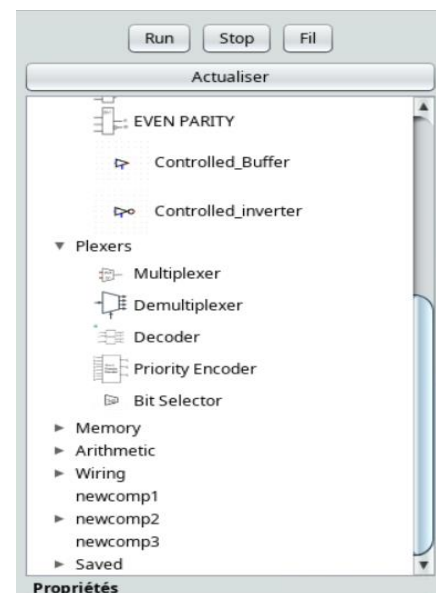 Run Stop Fil
Actualiser
EVEN PARITY
Controlled_Buffer
Controlled_inverter
Plexers
Multiplexer
Demultiplexer
Decoder
Priority Encoder
Bit Selector
Memory
Arithmetic
Wiring
newcomp1
newcomp2
newcomp3
Saved
Propriétés